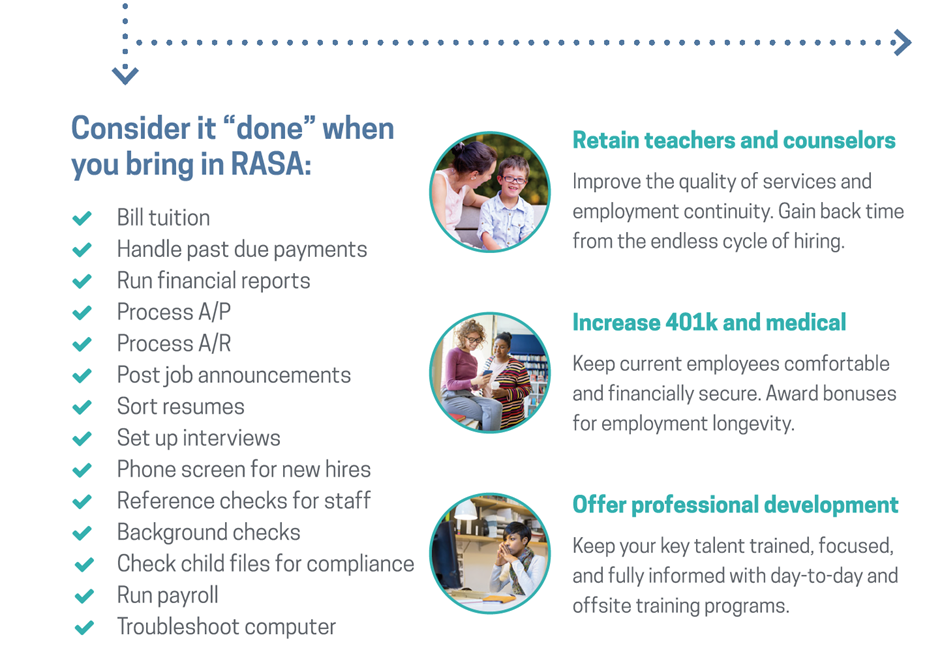 Consider it “done” when
you bring in RASA:
Bill tuition
Handle past due payments
Run financial reports
Process A/P
Process A/R
Post job announcements
Sort resumes
Set up interviews
Phone screen for new hires
Reference checks for staff
Background checks
Check child files for compliance
Run payroll
Troubleshoot computer
Retain teachers and counselors
Improve the quality of services and
employment continuity. Gain back time
from the endless cycle of hiring.
Increase 401k and medical
Keep current employees comfortable
and financially secure. Award bonuses
for employment longevity.
Offer professional development
Keep your key talent trained, focused,
and fully informed with day-to-day and
offsite training programs.